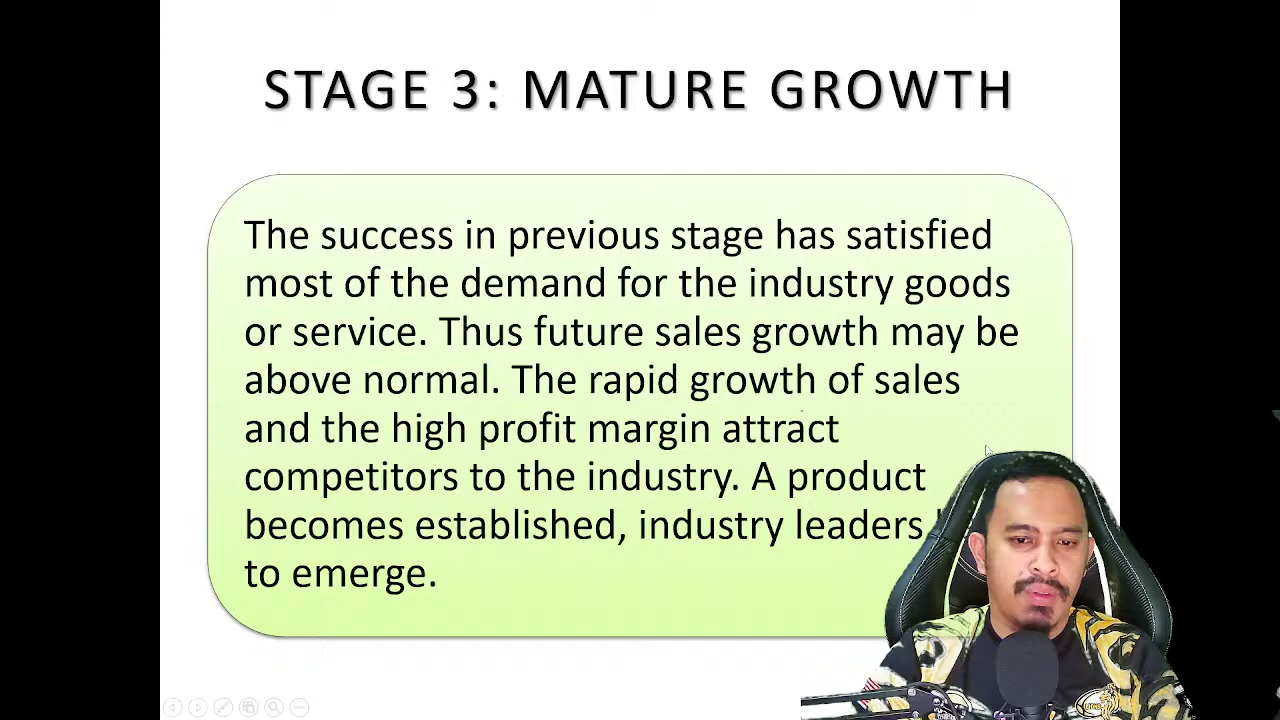 STAGE 3: MATURE GROWTH
The success in previous stage has satisfied
most of the demand for the industry goods
or service. Thus future sales growth may be
above normal. The rapid growth of sales
and the high profit margin attract
competitors to the industry. A product
becomes established, industry leaders
to emerge.